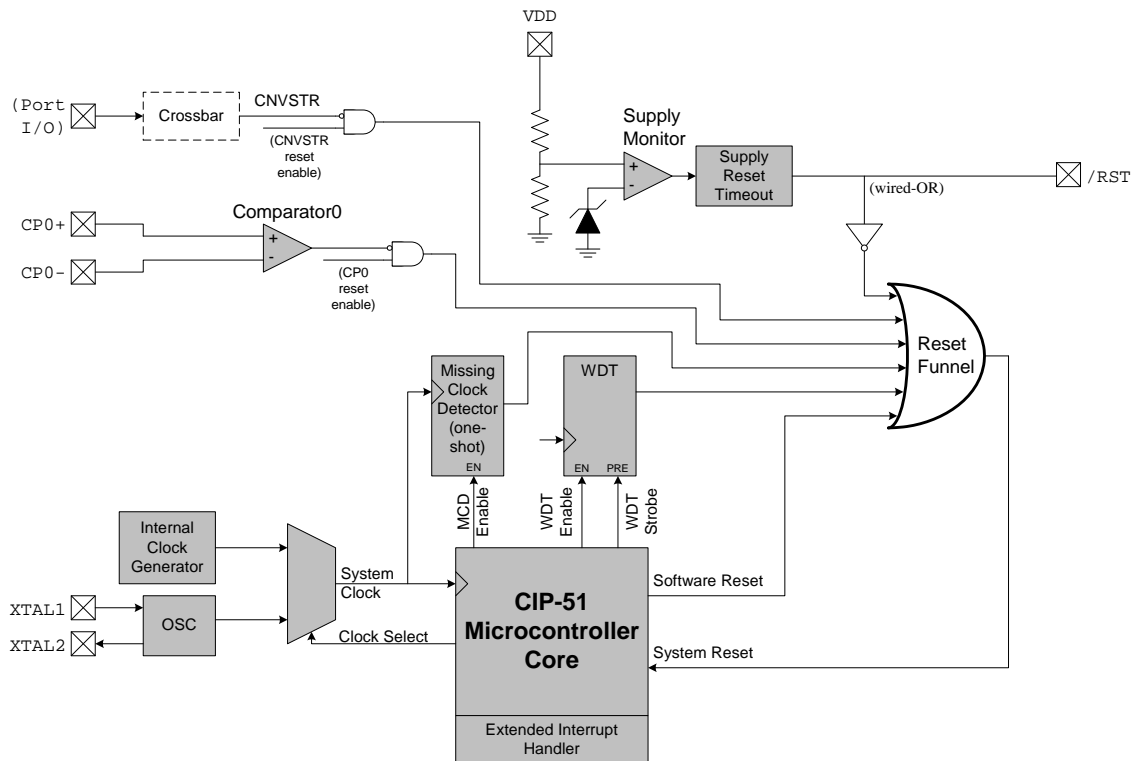 VDD
(Port
I/O)
Crossbar
CNVSTR
(CNVSTR
reset
enable)
Supply
Monitor
+
-
Supply
Reset
Timeout
(wired-OR)
/RST
CP0+
CP0-
Comparator0
+
-
(CP0
reset
enable)
Reset
Funnel
Missing
Clock
Detector
(one-
shot)
EN
WDT
EN
PRE
MCD
Enable
WDT
Enable
WDT
Strobe
Internal
Clock
Generator
System
Clock
XTAL1
XTAL2
OSC
Clock Select
CIP-51
Microcontroller
Core
Software Reset
System Reset
Extended Interrupt
Handler